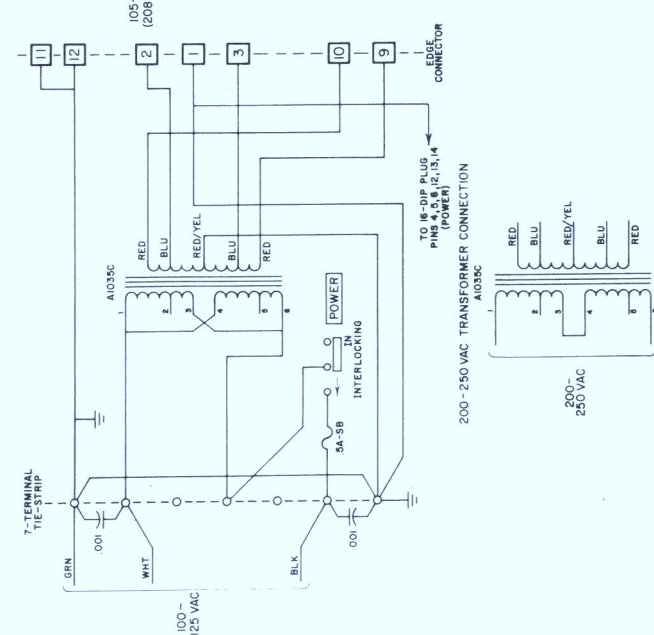 105-
(208
11
12
2
1
3
10
9
EDGE
CONNECTOR
RED
BLU
RED/YEL
BLU
RED
A1035C
1
2
3
4
5
6
TO 16-DIP PLUG
PINS 4,5,6,12,13,14
(POWER)
POWER
IN
INTERLOCKING
.5A-SB
7-TERMINAL
TIE-STRIP
.001
.001
GRN
WHT
BLK
100-
125 VAC
200-250 VAC TRANSFORMER CONNECTION
A1035C
RED
BLU
RED/YEL
BLU
RED
1
2
3
4
5
200-
250 VAC